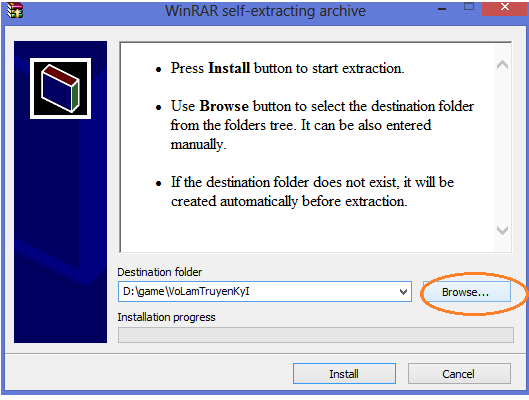 WinRAR self-extracting archive
• Press Install button to start extraction.
• Use Browse button to select the destination folder
from the folders tree. It can be also entered
manually.
• If the destination folder does not exist, it will be
created automatically before extraction.
Destination folder
D:\game\VoLamTruyenKyI
Browse...
Installation progress
Install
Cancel